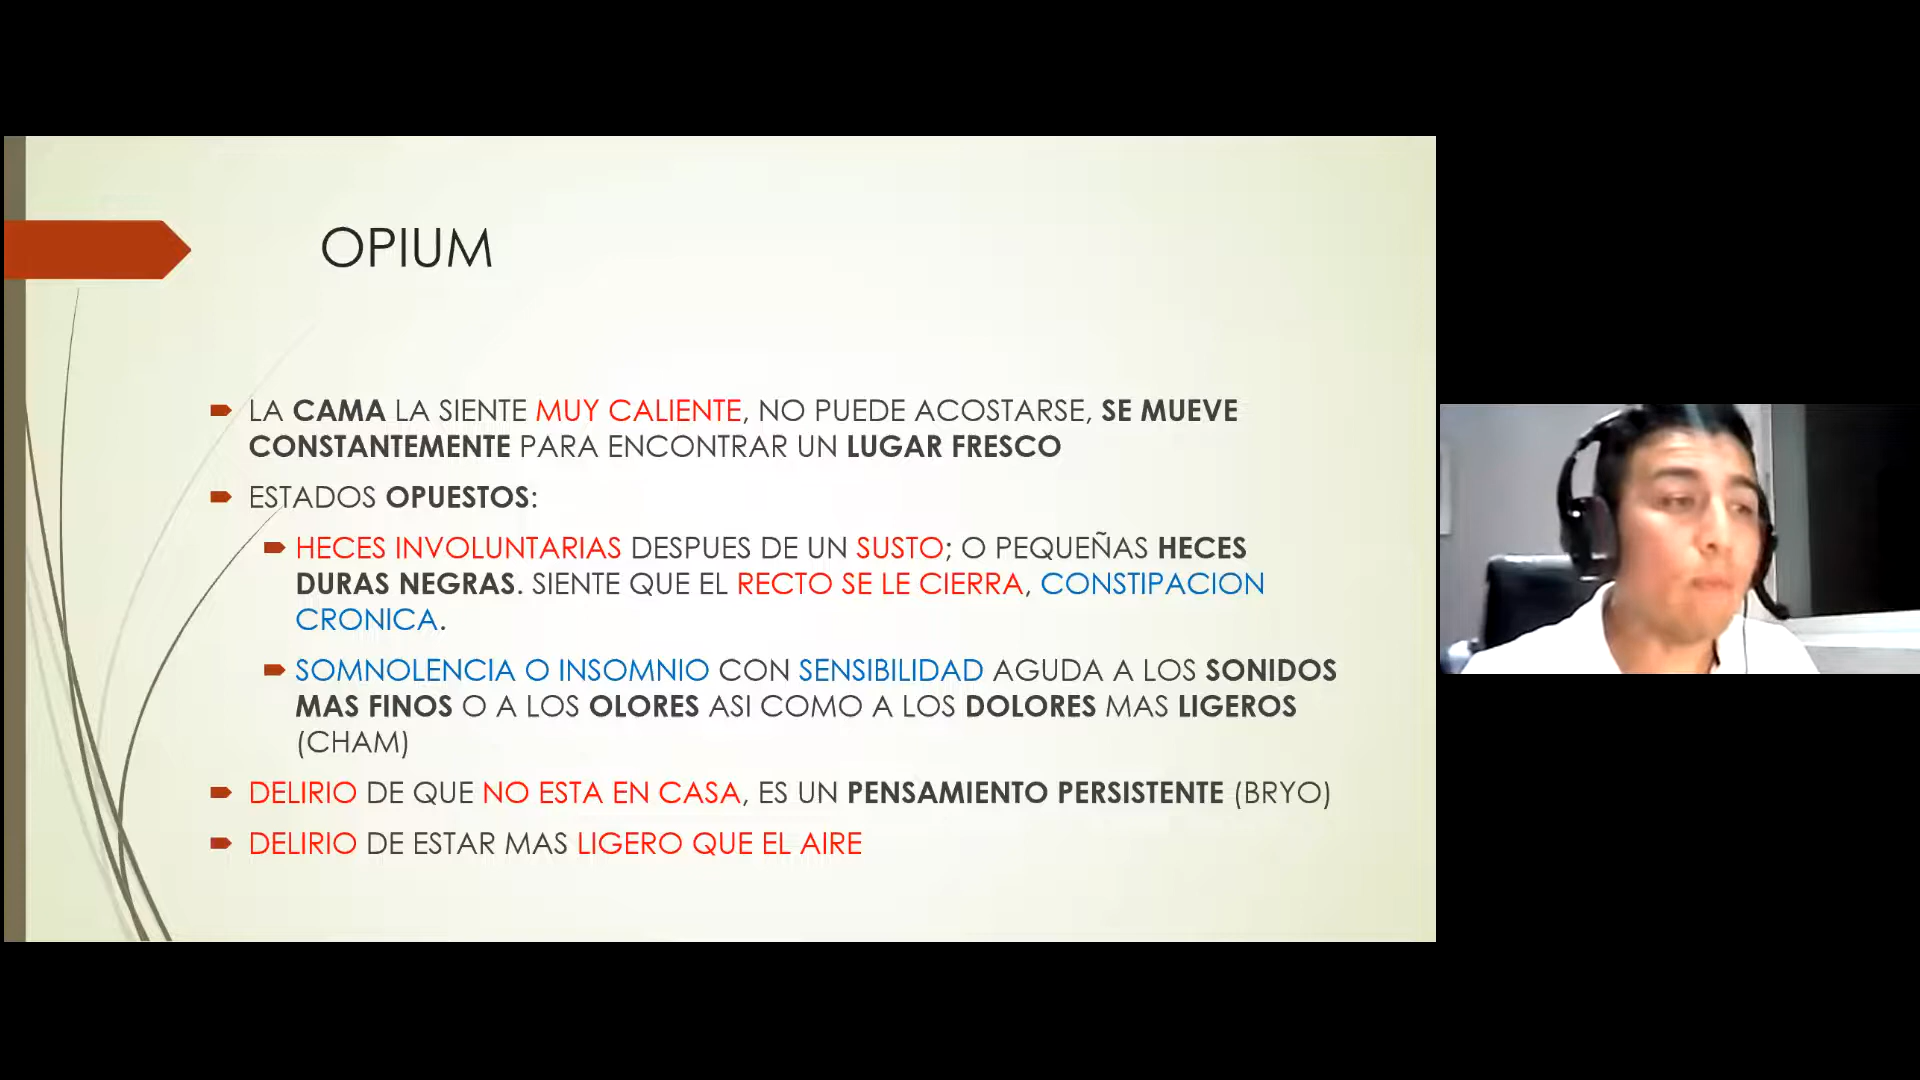 OPIUM
LA CAMA LA SIENTE MUY CALIENTE, NO PUEDE ACOSTARSE, SE MUEVE
CONSTANTEMENTE PARA ENCONTRAR UN LUGAR FRESCO
ESTADOS OPUESTOS:
HECES INVOLUNTARIAS DESPUES DE UN SUSTO; O PEQUEÑAS HECES
DURAS NEGRAS. SIENTE QUE EL RECTO SE LE CIERRA, CONSTIPACION
CRONICA.
SOMNOLENCIA O INSOMNIO CON SENSIBILIDAD AGUDA A LOS SONIDOS
MAS FINOS O A LOS OLORES ASI COMO A LOS DOLORES MAS LIGEROS
(CHAM)
DELIRIO DE QUE NO ESTA EN CASA, ES UN PENSAMIENTO PERSISTENTE (BRYO)
DELIRIO DE ESTAR MAS LIGERO QUE EL AIRE